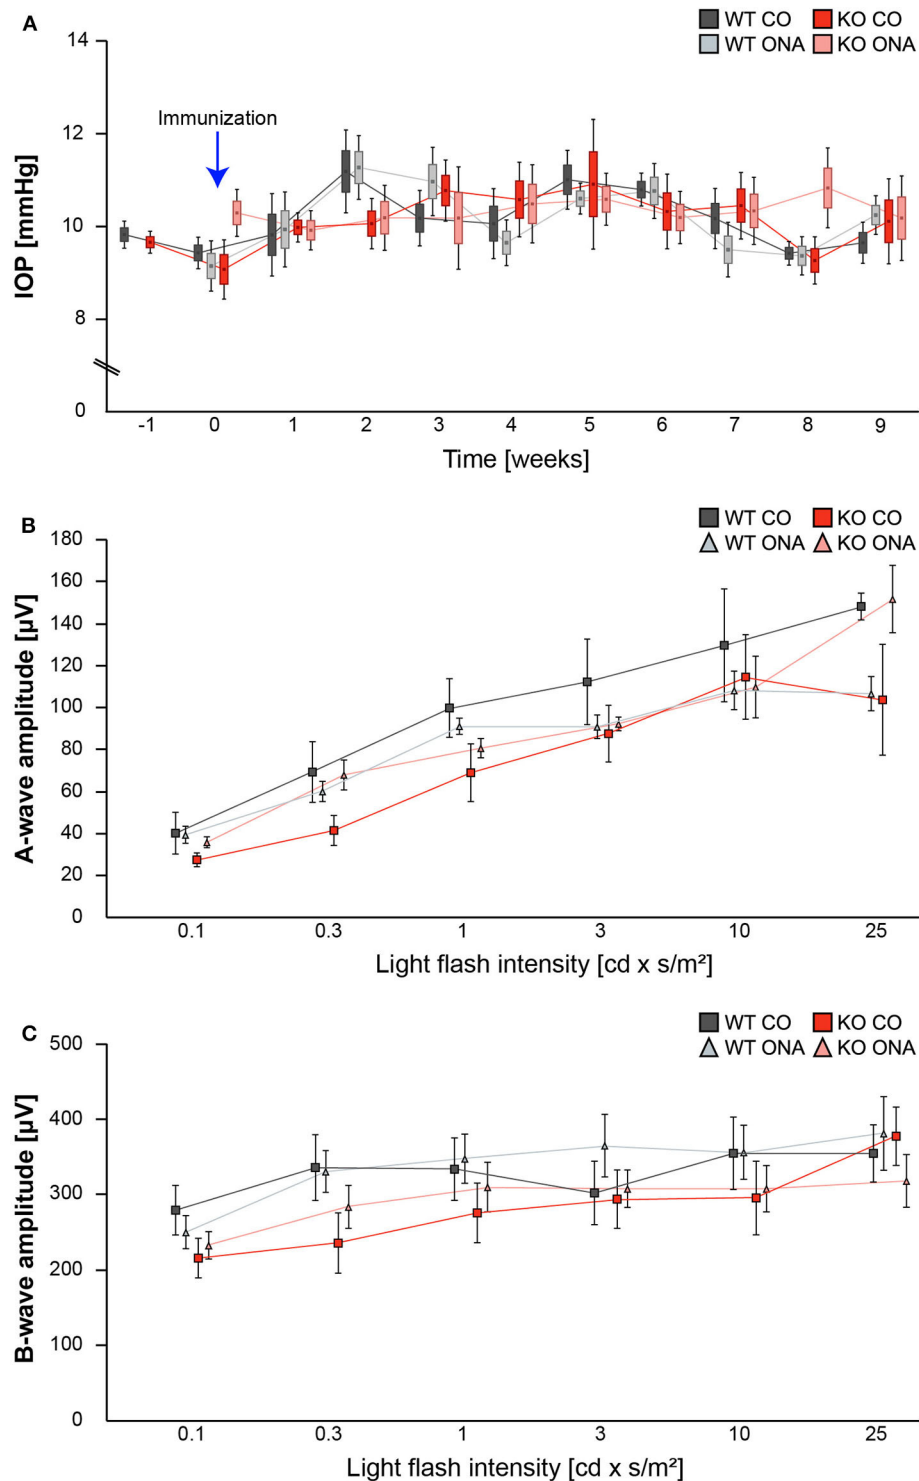 A
WT CO KO CO
WT ONA KO ONA
14
Immunization
12
IOP [mmHg]
10
8
0
-1 0 1 2 3 4 5 6 7 8 9
Time [weeks]
B
WT CO KO CO
WT ONA KO ONA
180
160
140
120
A-wave amplitude [µV]
100
80
60
40
20
0
0.1 0.3 1 3 10 25
Light flash intensity [cd x s/m²]
C
WT CO KO CO
WT ONA KO ONA
500
400
B-wave amplitude [µV]
300
200
100
0
0.1 0.3 1 3 10 25
Light flash intensity [cd x s/m²]